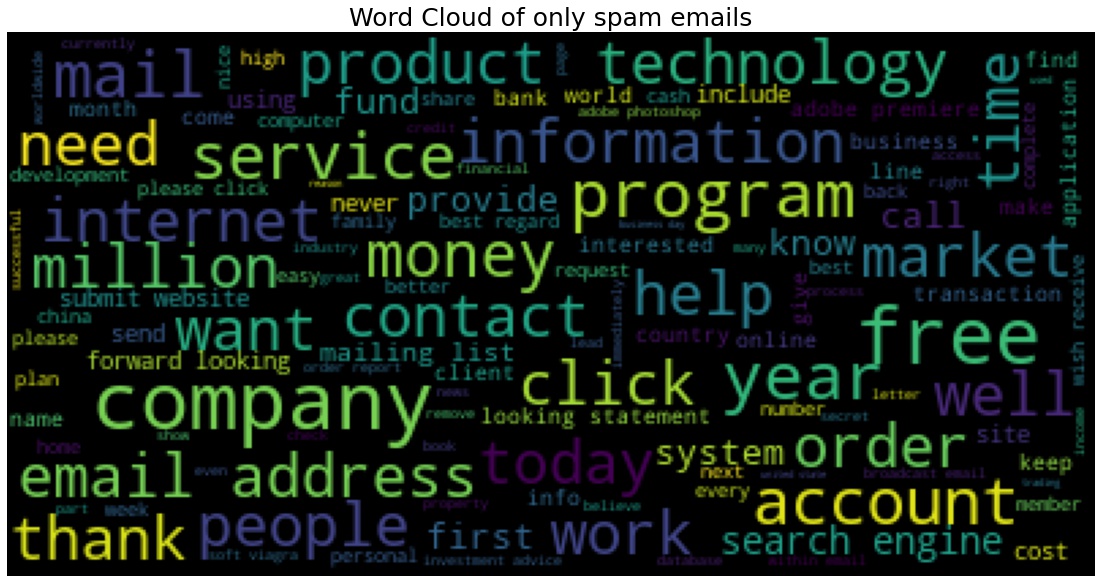 Word Cloud of only spam emails
currently
mail
nice
high
product
page
technology
time
find
used
worldwide
month
using
fund
share
bank
world
cash
include
adobe premiere
come
computer
adobe photoshop
application
complete
need
service
credit
information
business
access
development
please click
financial
line
back
right
never
provide
program
call
make
family
best regard
business day
successful
internet
industry
interested
many
know
market
million
easy
great
money
request
help
best
better
give
process
transaction
submit website
china
send
want
contact
immediately
country
online
free
wish receive
please
forward looking
mailing list
lead
order report
client
plan
company
news
click
year
letter
well
name
remove
looking statement
number
secret
income
home
show
check
book
today
system
order
site
email
address
even
next
united state
broadcast email
keep
trading
part
week
property
info
believe
every
account
member
thank
people
first
work
search engine
cost
soft viagra
personal
investment advice
database
within email